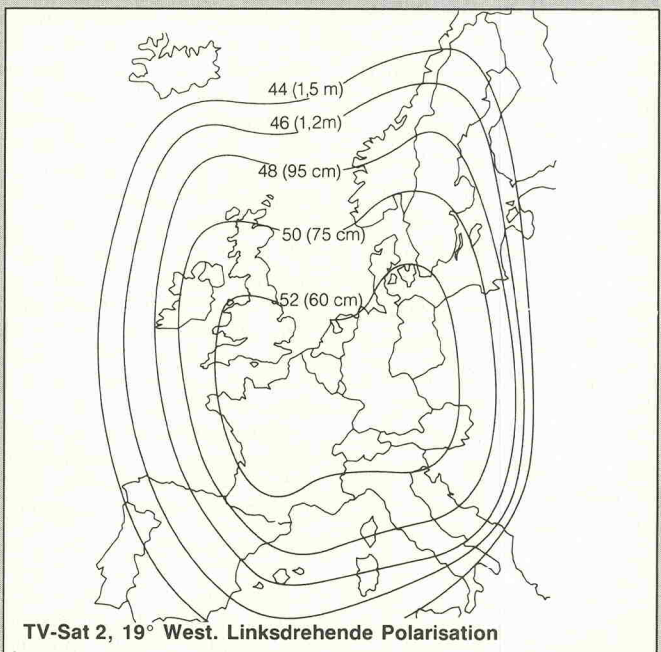 44 (1,5 m)
46 (1,2m)
48 (95 cm)
50 (75 cm)
52 (60 cm)
TV-Sat 2, 19° West. Linksdrehende Polarisation